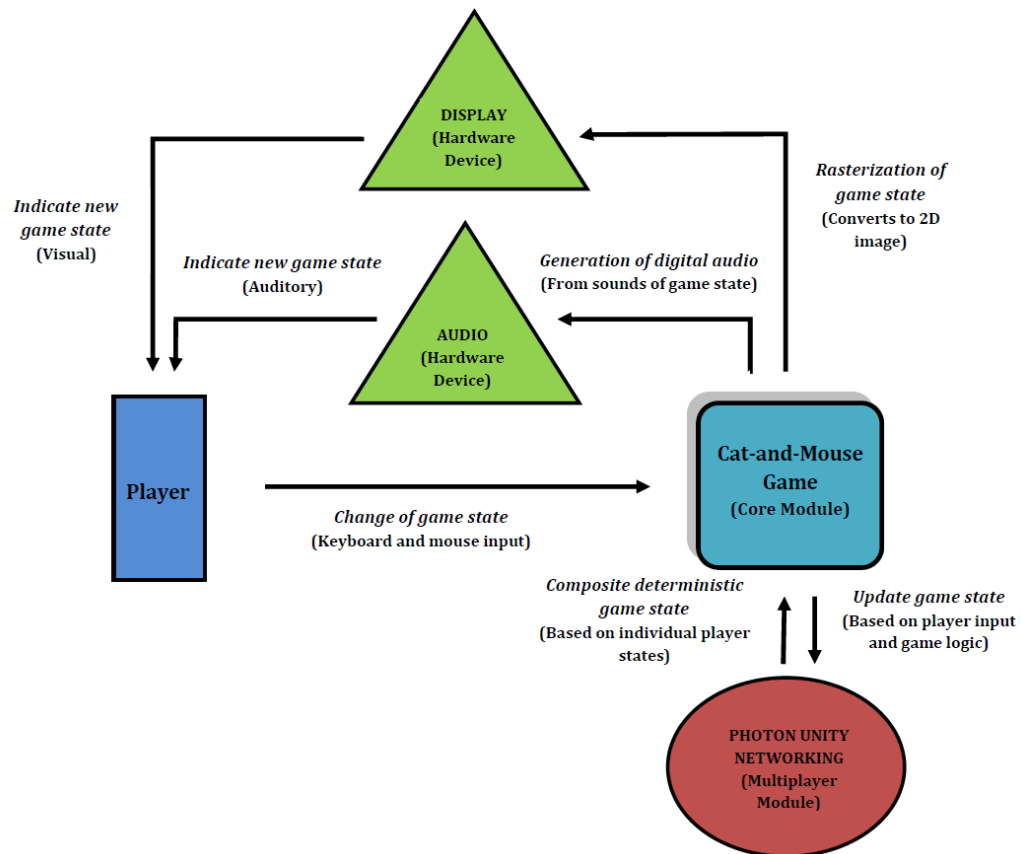 DISPLAY
(Hardware
Device)
Rasterization of
game state
(Converts to 2D
image)
Indicate new
game state
(Visual)
Indicate new game state
(Auditory)
Generation of digital audio
(From sounds of game state)
AUDIO
(Hardware
Device)
Player
Cat-and-Mouse
Game
(Core Module)
Change of game state
(Keyboard and mouse input)
Composite deterministic
game state
(Based on individual player
states)
Update game state
(Based on player input
and game logic)
PHOTON UNITY
NETWORKING
(Multiplayer
Module)